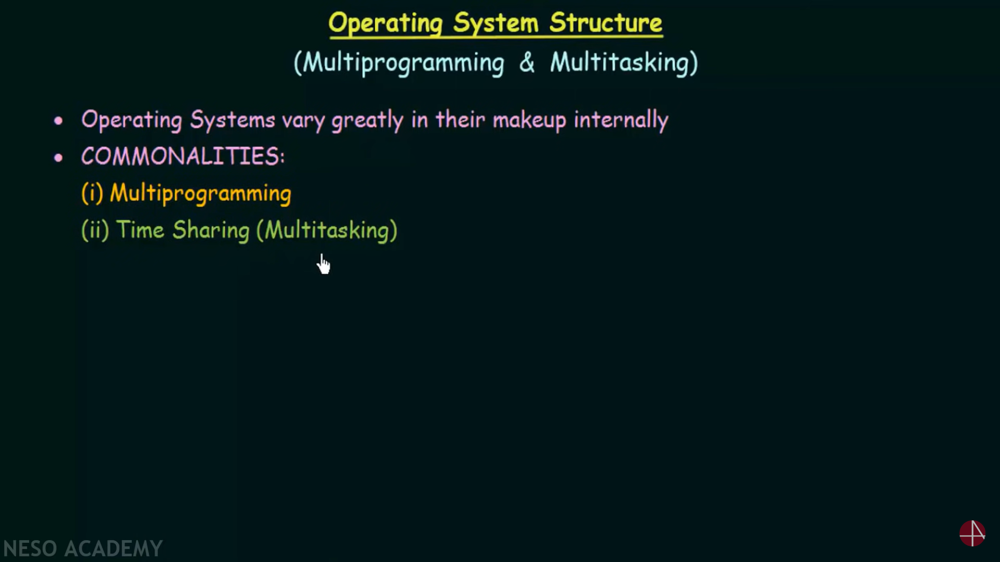 Operating System Structure
(Multiprogramming & Multitasking)
• Operating Systems vary greatly in their makeup internally
• COMMONALITIES:
(i) Multiprogramming
(ii) Time Sharing (Multitasking)
NESO ACADEMY